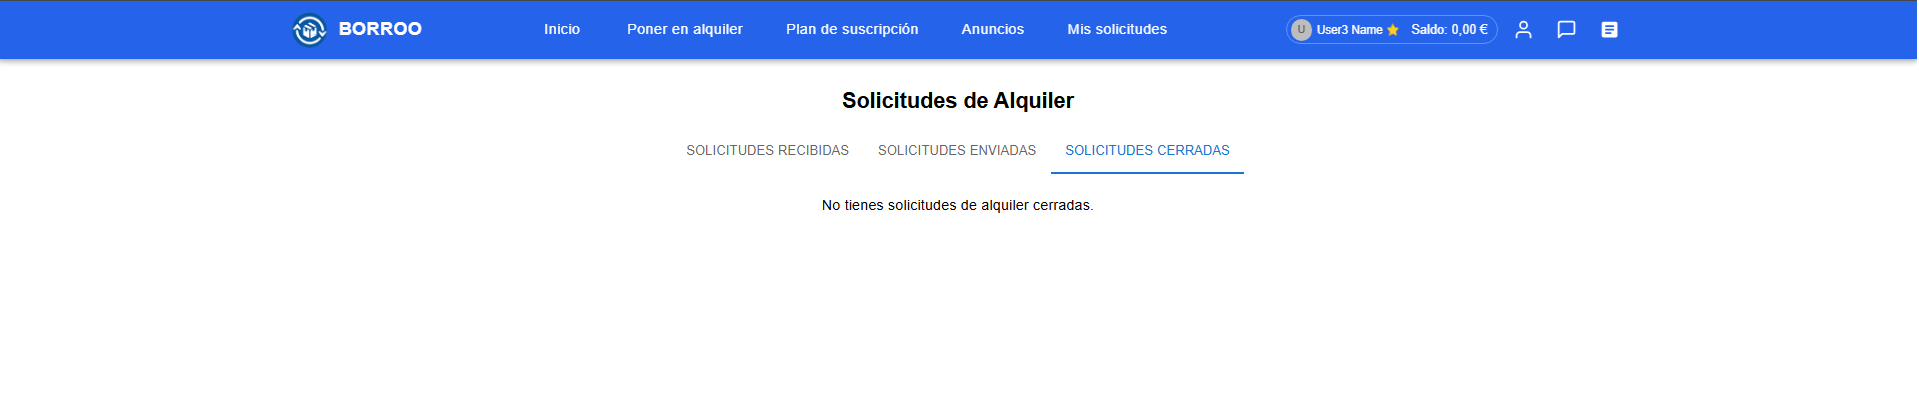 BORROO
Inicio
Poner en alquiler
Plan de suscripción
Anuncios
Mis solicitudes
U
User3 Name
Saldo: 0,00 €
Solicitudes de Alquiler
SOLICITUDES RECIBIDAS
SOLICITUDES ENVIADAS
SOLICITUDES CERRADAS
No tienes solicitudes de alquiler cerradas.